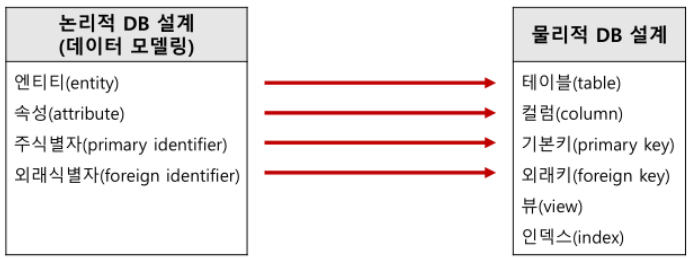 논리적 DB 설계
(데이터 모델링)
엔티티(entity)
속성(attribute)
주식별자(primary identifier)
외래식별자(foreign identifier)
물리적 DB 설계
테이블(table)
컬럼(column)
기본키(primary key)
외래키(foreign key)
뷰(view)
인덱스(index)